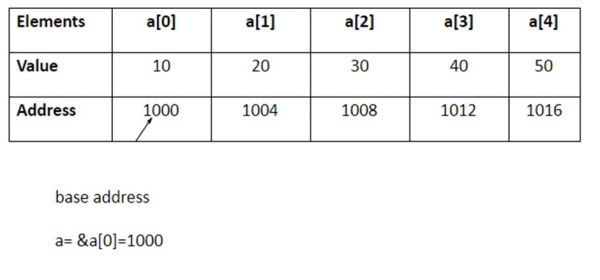 Elements a[0] a[1] a[2] a[3] a[4]
Value 10 20 30 40 50
Address 1000 1004 1008 1012 1016
base address
a= &a[0]=1000